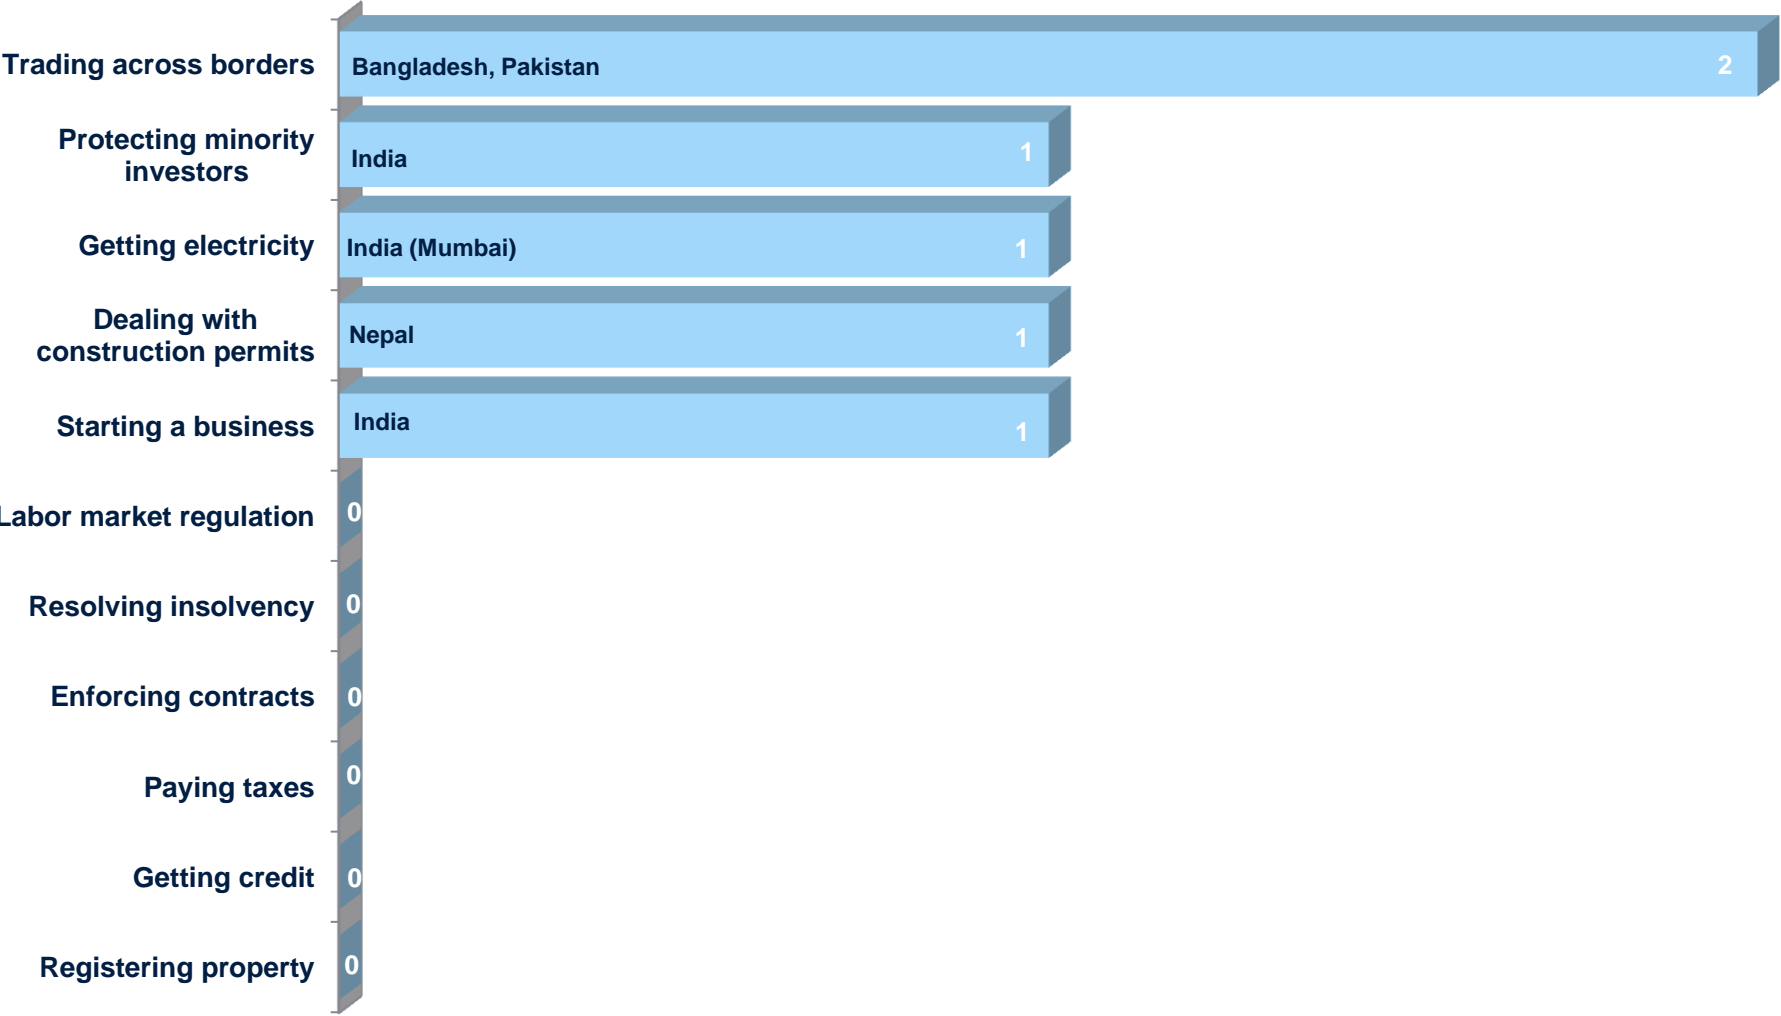 Trading across borders
Bangladesh, Pakistan
2
Protecting minority
investors
India
1
Getting electricity
India (Mumbai)
1
Dealing with
construction permits
Nepal
1
Starting a business
India
1
Labor market regulation
0
Resolving insolvency
0
Enforcing contracts
0
Paying taxes
0
Getting credit
0
Registering property
0